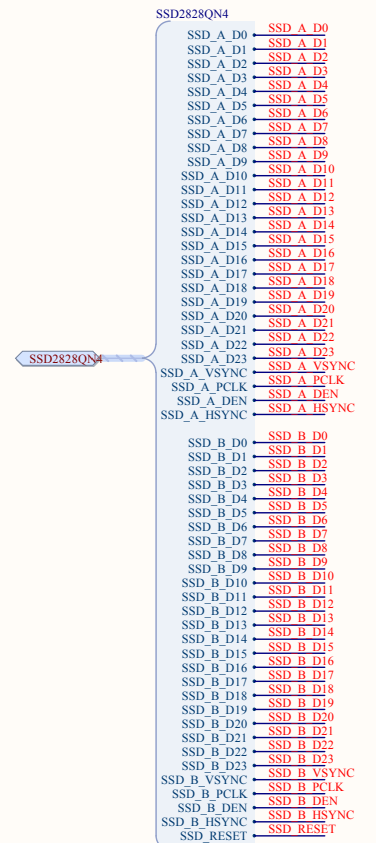 SSD2828QN4
SSD_A_D0 SSD_A_D0
SSD_A_D1 SSD_A_D1
SSD_A_D2 SSD_A_D2
SSD_A_D3 SSD_A_D3
SSD_A_D4 SSD_A_D4
SSD_A_D5 SSD_A_D5
SSD_A_D6 SSD_A_D6
SSD_A_D7 SSD_A_D7
SSD_A_D8 SSD_A_D8
SSD_A_D9 SSD_A_D9
SSD_A_D10 SSD_A_D10
SSD_A_D11 SSD_A_D11
SSD_A_D12 SSD_A_D12
SSD_A_D13 SSD_A_D13
SSD_A_D14 SSD_A_D14
SSD_A_D15 SSD_A_D15
SSD_A_D16 SSD_A_D16
SSD_A_D17 SSD_A_D17
SSD_A_D18 SSD_A_D18
SSD_A_D19 SSD_A_D19
SSD_A_D20 SSD_A_D20
SSD_A_D21 SSD_A_D21
SSD_A_D22 SSD_A_D22
SSD2828QN4 SSD_A_D23 SSD_A_D23
SSD_A_VSYNC SSD_A_VSYNC
SSD_A_PCLK SSD_A_PCLK
SSD_A_DEN SSD_A_DEN
SSD_A_HSYNC SSD_A_HSYNC
SSD_B_D0 SSD_B_D0
SSD_B_D1 SSD_B_D1
SSD_B_D2 SSD_B_D2
SSD_B_D3 SSD_B_D3
SSD_B_D4 SSD_B_D4
SSD_B_D5 SSD_B_D5
SSD_B_D6 SSD_B_D6
SSD_B_D7 SSD_B_D7
SSD_B_D8 SSD_B_D8
SSD_B_D9 SSD_B_D9
SSD_B_D10 SSD_B_D10
SSD_B_D11 SSD_B_D11
SSD_B_D12 SSD_B_D12
SSD_B_D13 SSD_B_D13
SSD_B_D14 SSD_B_D14
SSD_B_D15 SSD_B_D15
SSD_B_D16 SSD_B_D16
SSD_B_D17 SSD_B_D17
SSD_B_D18 SSD_B_D18
SSD_B_D19 SSD_B_D19
SSD_B_D20 SSD_B_D20
SSD_B_D21 SSD_B_D21
SSD_B_D22 SSD_B_D22
SSD_B_D23 SSD_B_D23
SSD_B_VSYNC SSD_B_VSYNC
SSD_B_PCLK SSD_B_PCLK
SSD_B_DEN SSD_B_DEN
SSD_B_HSYNC SSD_B_HSYNC
SSD_RESET SSD_RESET